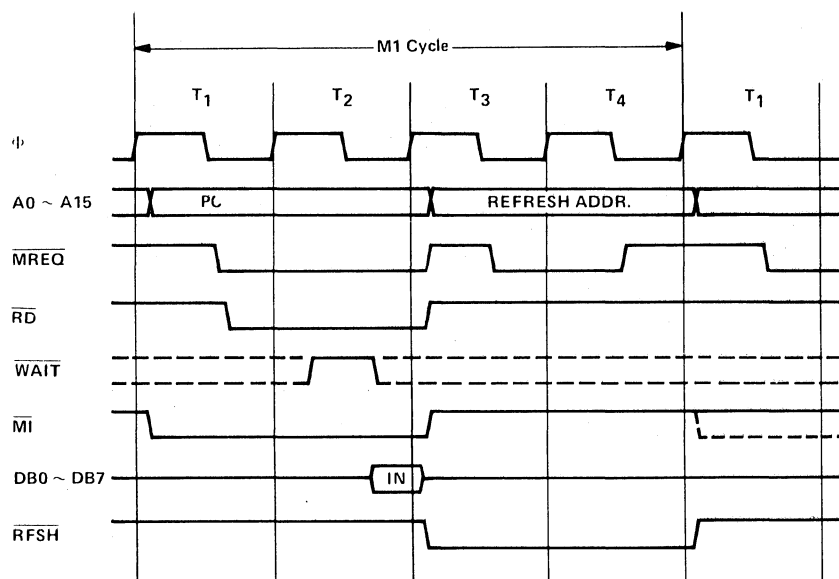 M1 Cycle
T1 T2 T3 T4 T1
Φ
A0 ~ A15 PC REFRESH ADDR.
MREQ
RD
WAIT
MI
DB0 ~ DB7 IN
RFSH